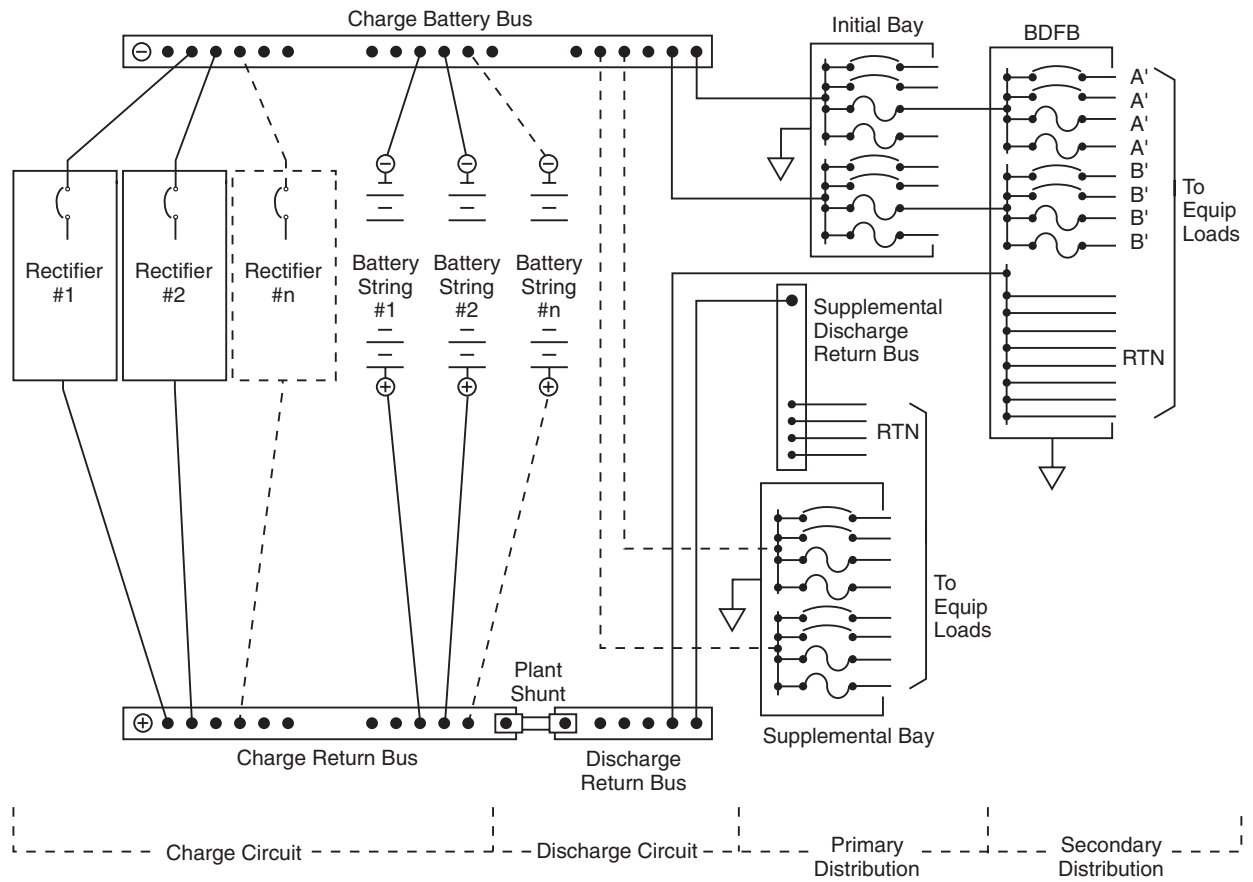 Charge Battery Bus
Initial Bay
BDFB
−
A'
A'
A'
A'
B'
B'
B'
B'
To
Equip
Loads
−
−
−
Rectifier
#1
Rectifier
#2
Rectifier
#n
Battery
String
#1
Battery
String
#2
Battery
String
#n
Supplemental
Discharge
Return Bus
RTN
+
+
+
RTN
To
Equip
Loads
Plant
Shunt
+
Supplemental Bay
Charge Return Bus
Discharge
Return Bus
Charge Circuit
Discharge Circuit
Primary
Distribution
Secondary
Distribution